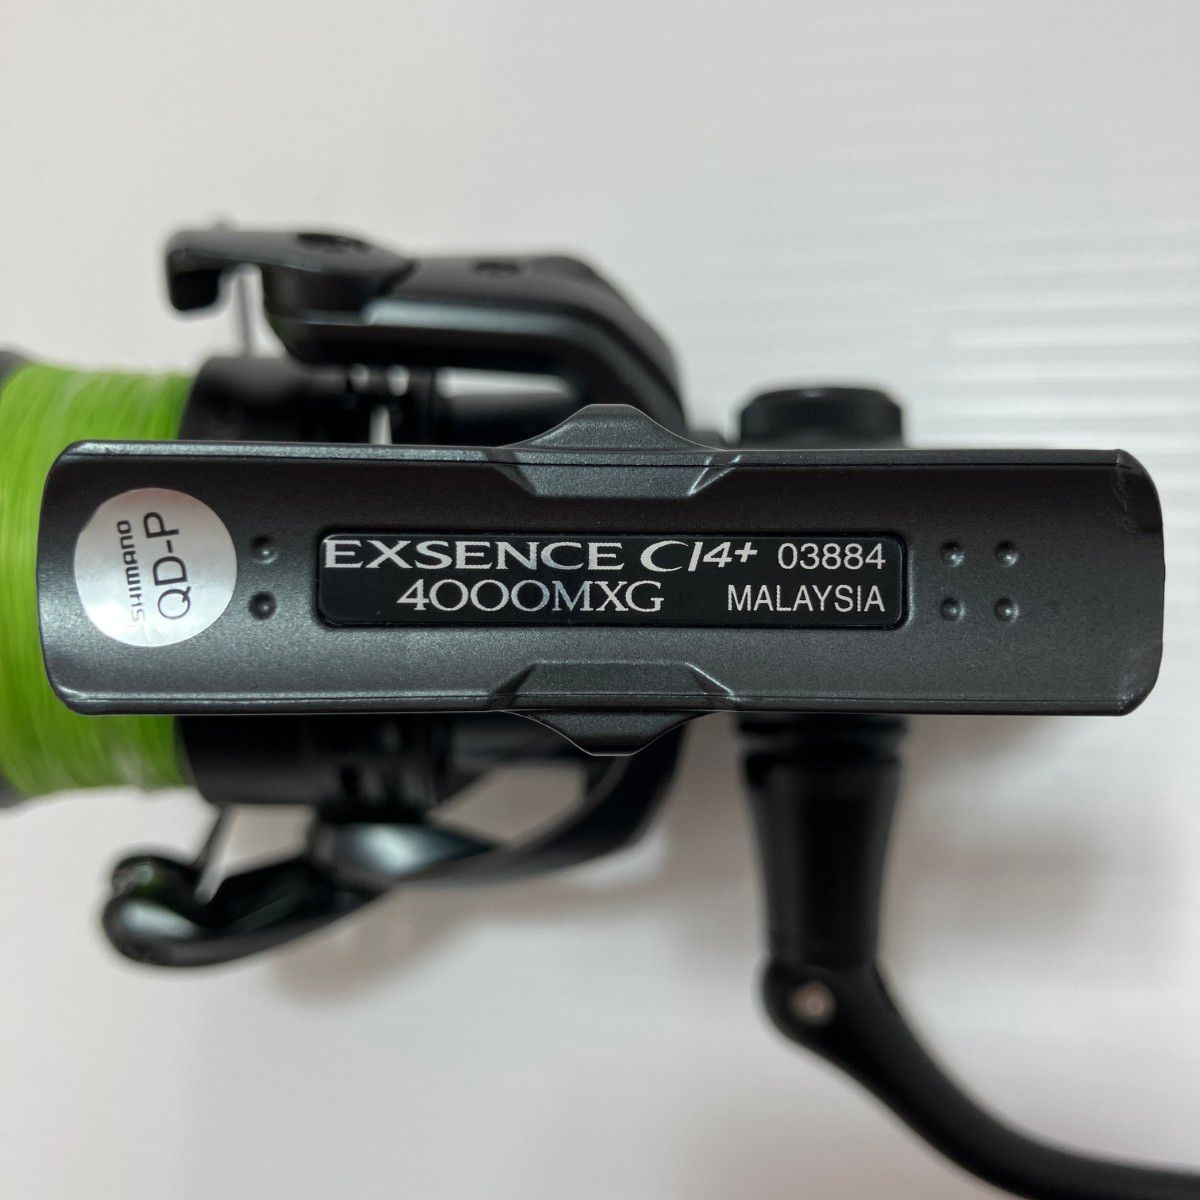 SHIMANO
QD-P
EXSENCE CI4+ 03884
4000MXG MALAYSIA